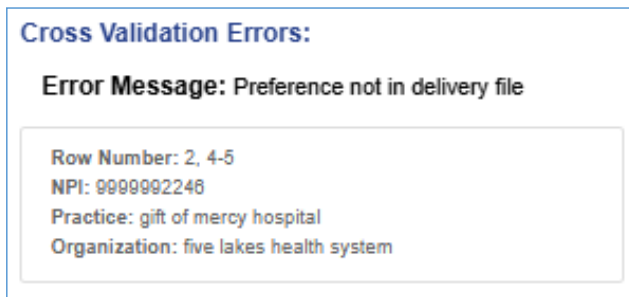 Cross Validation Errors:
Error Message: Preference not in delivery file
Row Number: 2, 4-5
NPI: 9999992246
Practice: gift of mercy hospital
Organization: five lakes health system